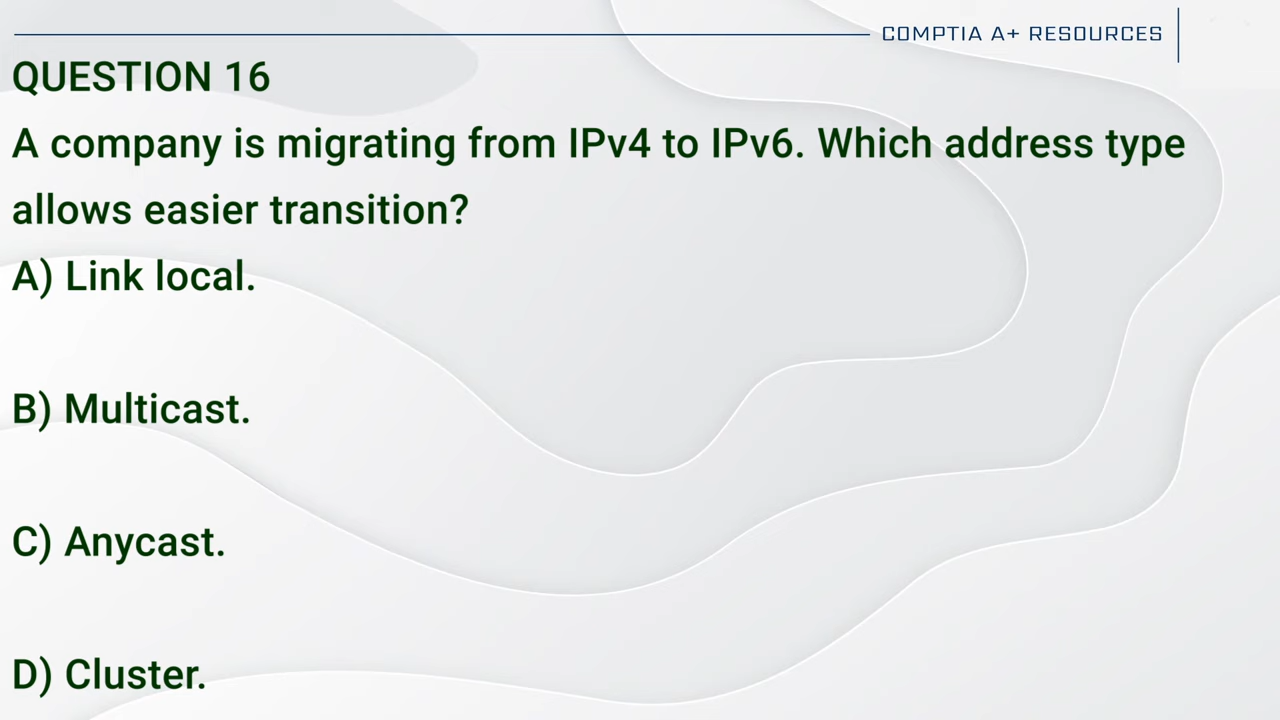 COMPTIA A+ RESOURCES
QUESTION 16
A company is migrating from IPv4 to IPv6. Which address type
allows easier transition?
A) Link local.
B) Multicast.
C) Anycast.
D) Cluster.